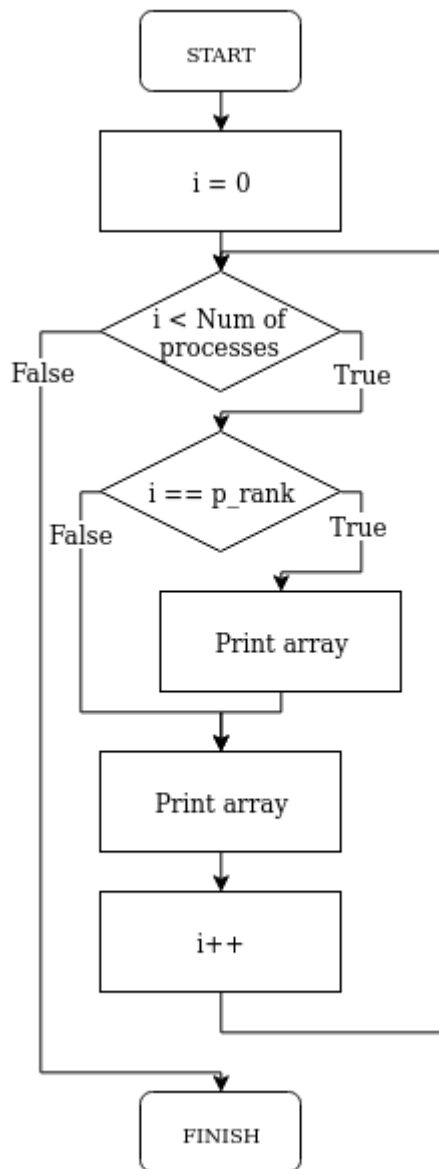 START
i = 0
i < Num of
processes
False
True
i == p_rank
False
True
Print array
Print array
i++
FINISH